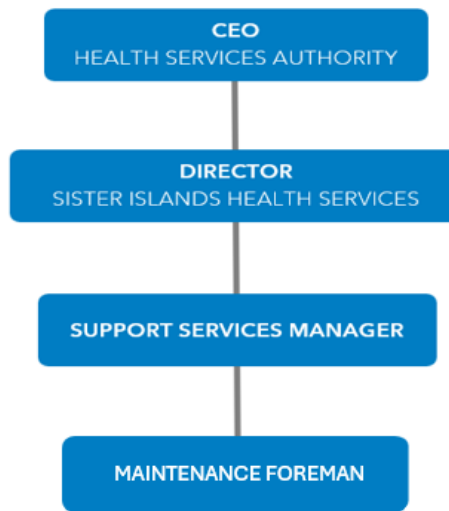 CEO
HEALTH SERVICES AUTHORITY
DIRECTOR
SISTER ISLANDS HEALTH SERVICES
SUPPORT SERVICES MANAGER
MAINTENANCE FOREMAN